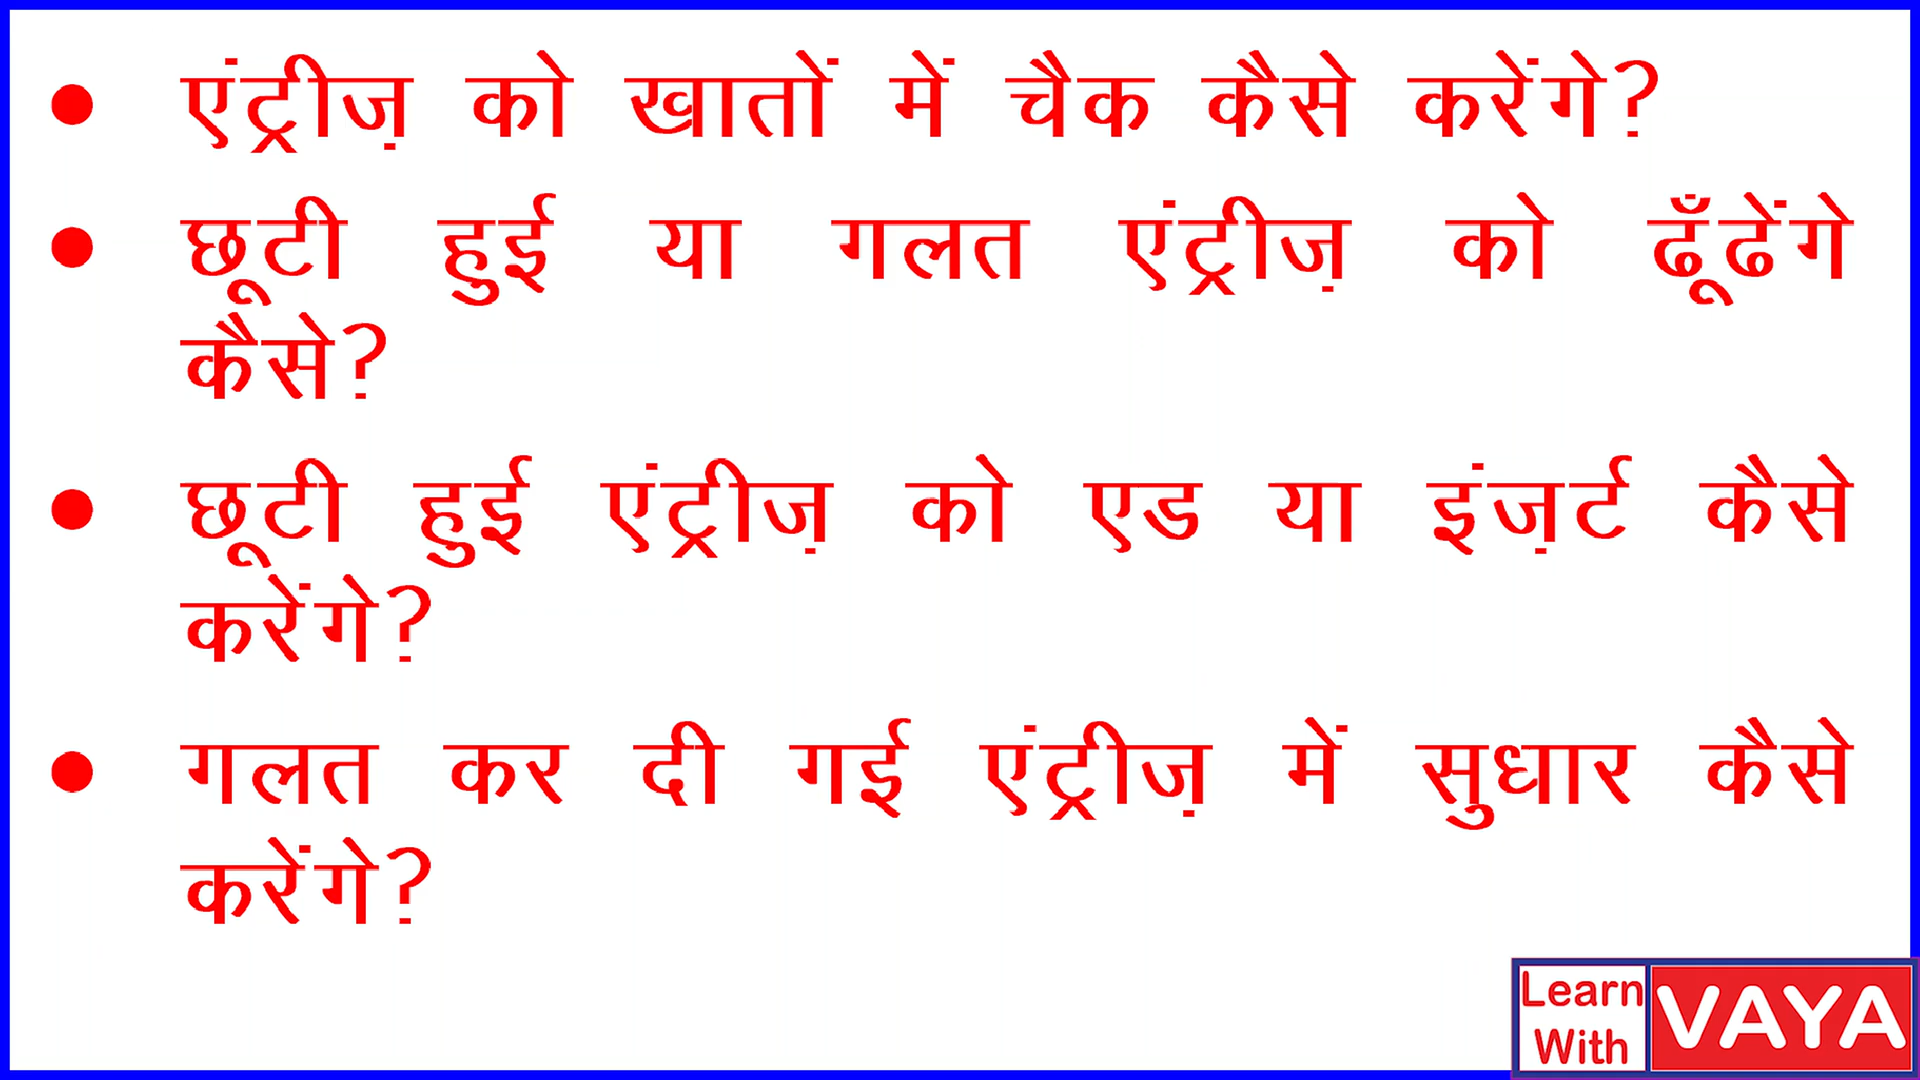 • एंट्रीज़ को खातों में चैक कैसे करेंगे?
• छूटी हुई या गलत एंट्रीज़ को ढूँढेंगे
कैसे?
• छूटी हुई एंट्रीज़ को एड या इंज़र्ट कैसे
करेंगे?
• गलत कर दी गई एंट्रीज़ में सुधार कैसे
करेंगे?
Learn
With
VAYA